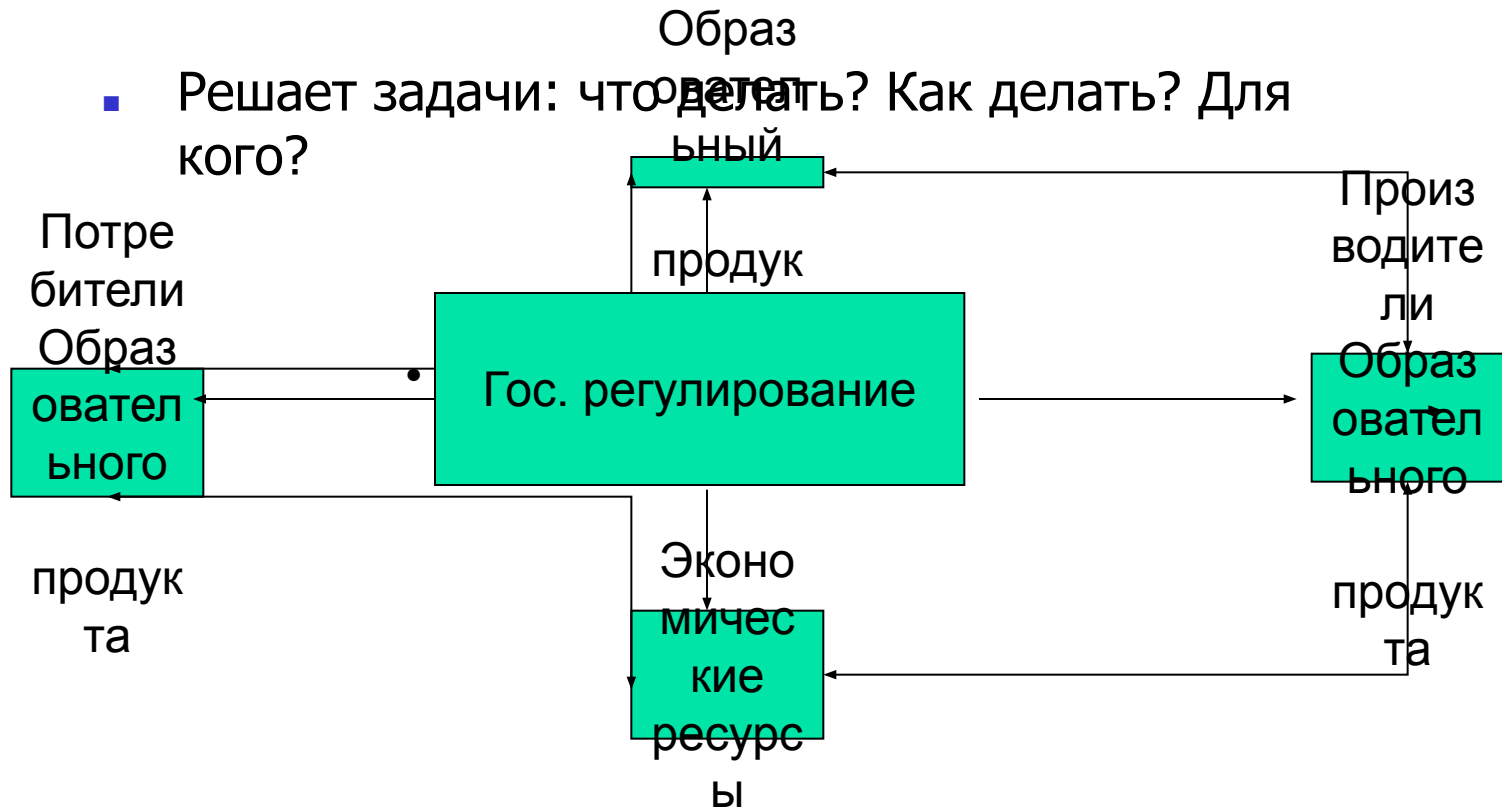 Образ
овател
ьный
продук
▪ Решает задачи: что делать? Как делать? Для
кого?
Потре
бители
Образ
овател
ьного
продук
та
• Гос. регулирование
Произ
водите
ли
Образ
овател
ьного
продук
та
Эконо
мичес
кие
ресурс
ы